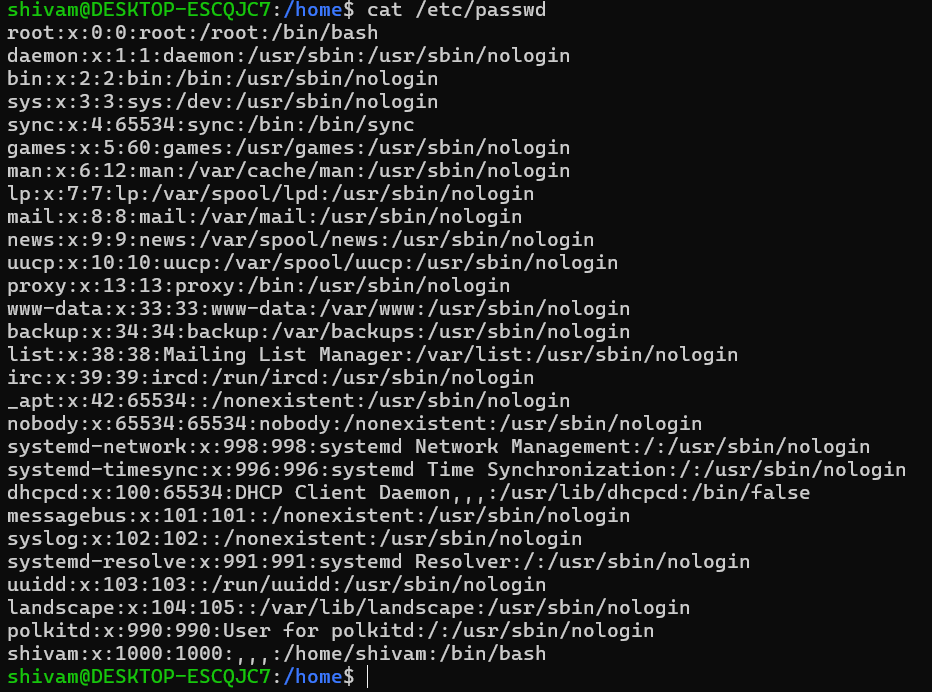 shivam@DESKTOP-ESCQJC7:/home$ cat /etc/passwd
root:x:0:0:root:/root:/bin/bash
daemon:x:1:1:daemon:/usr/sbin:/usr/sbin/nologin
bin:x:2:2:bin:/bin:/usr/sbin/nologin
sys:x:3:3:sys:/dev:/usr/sbin/nologin
sync:x:4:65534:sync:/bin:/bin/sync
games:x:5:60:games:/usr/games:/usr/sbin/nologin
man:x:6:12:man:/var/cache/man:/usr/sbin/nologin
lp:x:7:7:lp:/var/spool/lpd:/usr/sbin/nologin
mail:x:8:8:mail:/var/mail:/usr/sbin/nologin
news:x:9:9:news:/var/spool/news:/usr/sbin/nologin
uucp:x:10:10:uucp:/var/spool/uucp:/usr/sbin/nologin
proxy:x:13:13:proxy:/bin:/usr/sbin/nologin
www-data:x:33:33:www-data:/var/www:/usr/sbin/nologin
backup:x:34:34:backup:/var/backups:/usr/sbin/nologin
list:x:38:38:Mailing List Manager:/var/list:/usr/sbin/nologin
irc:x:39:39:ircd:/run/ircd:/usr/sbin/nologin
_apt:x:42:65534::/nonexistent:/usr/sbin/nologin
nobody:x:65534:65534:nobody:/nonexistent:/usr/sbin/nologin
systemd-network:x:998:998:systemd Network Management:/:/usr/sbin/nologin
systemd-timesync:x:996:996:systemd Time Synchronization:/:/usr/sbin/nologin
dhcpcd:x:100:65534:DHCP Client Daemon,,,:/usr/lib/dhcpcd:/bin/false
messagebus:x:101:101::/nonexistent:/usr/sbin/nologin
syslog:x:102:102::/nonexistent:/usr/sbin/nologin
systemd-resolve:x:991:991:systemd Resolver:/:/usr/sbin/nologin
uuidd:x:103:103::/run/uuidd:/usr/sbin/nologin
landscape:x:104:105::/var/lib/landscape:/usr/sbin/nologin
polkitd:x:990:990:User for polkitd:/:/usr/sbin/nologin
shivam:x:1000:1000:,,,:/home/shivam:/bin/bash
shivam@DESKTOP-ESCQJC7:/home$